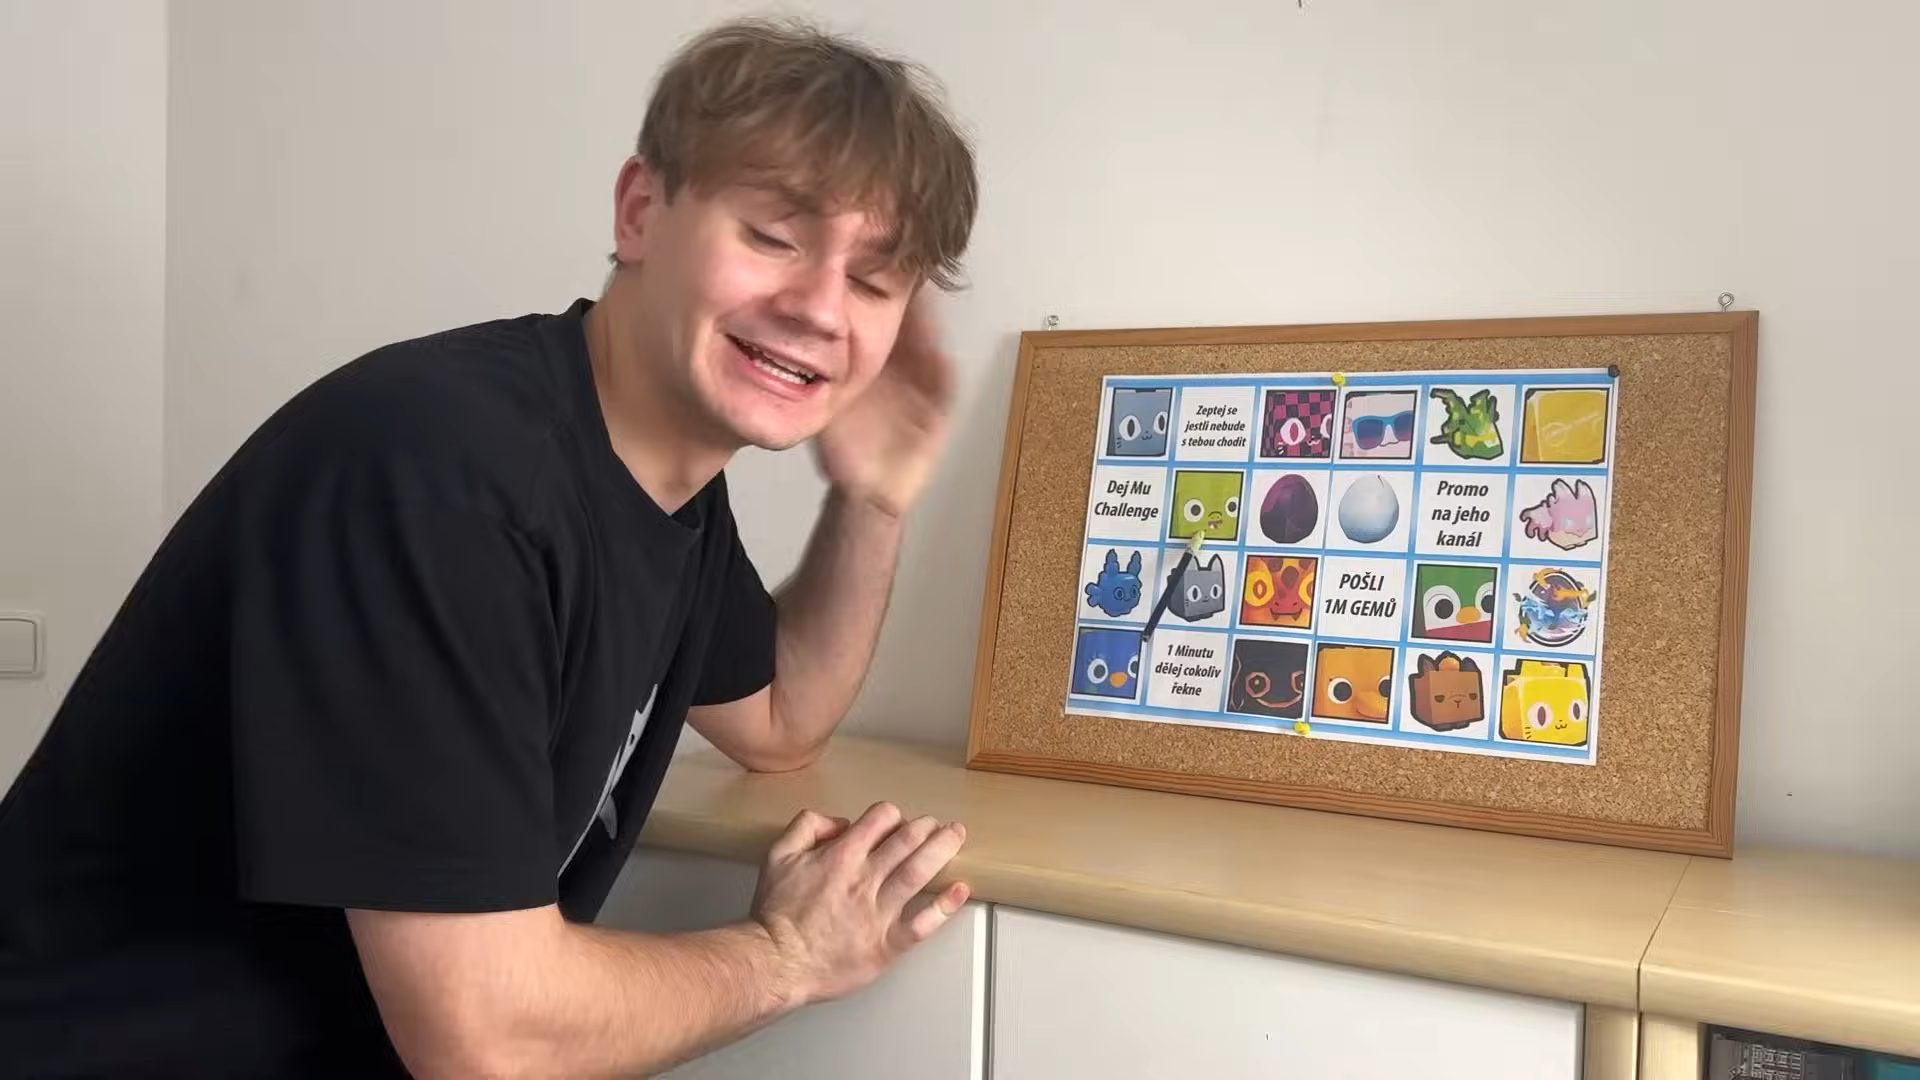 Zeptej se
jestli nebude
s tebou chodit
Dej Mu
Challenge
Promo
na jeho
kanál
POŠLI
1M GEMŮ
1 Minutu
dělej cokoliv
řekne